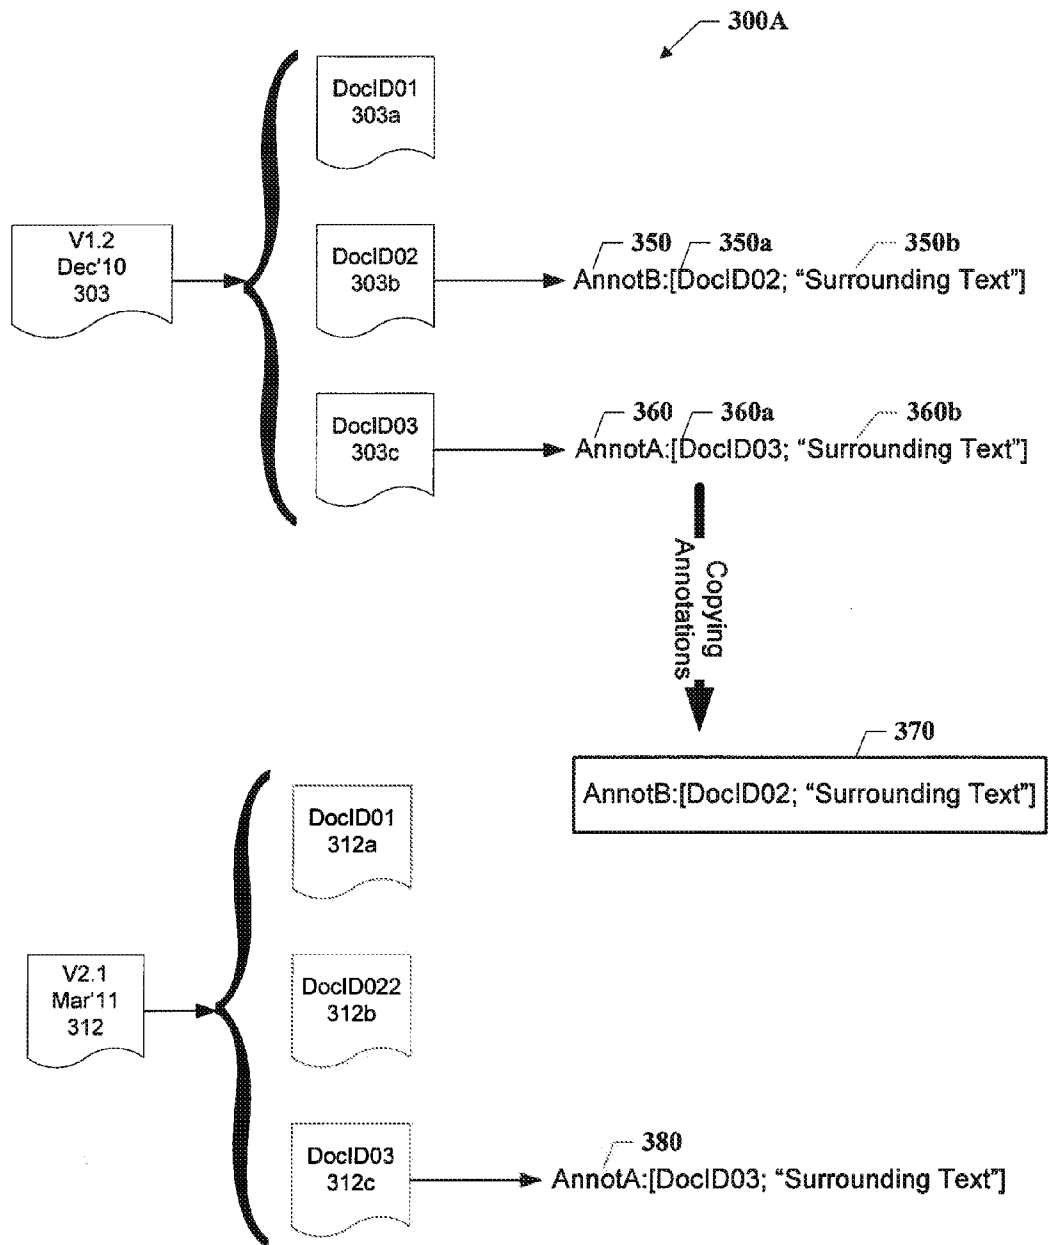 300A
DocID01
303a
V1.2
Dec'10
303
DocID02
303b
350
350a
350b
AnnotB:[DocID02; “Surrounding Text”]
DocID03
303c
360
360a
360b
AnnotA:[DocID03; “Surrounding Text”]
Copying
Annotations
370
AnnotB:[DocID02; “Surrounding Text”]
DocID01
312a
V2.1
Mar'11
312
DocID022
312b
DocID03
312c
380
AnnotA:[DocID03; “Surrounding Text”]